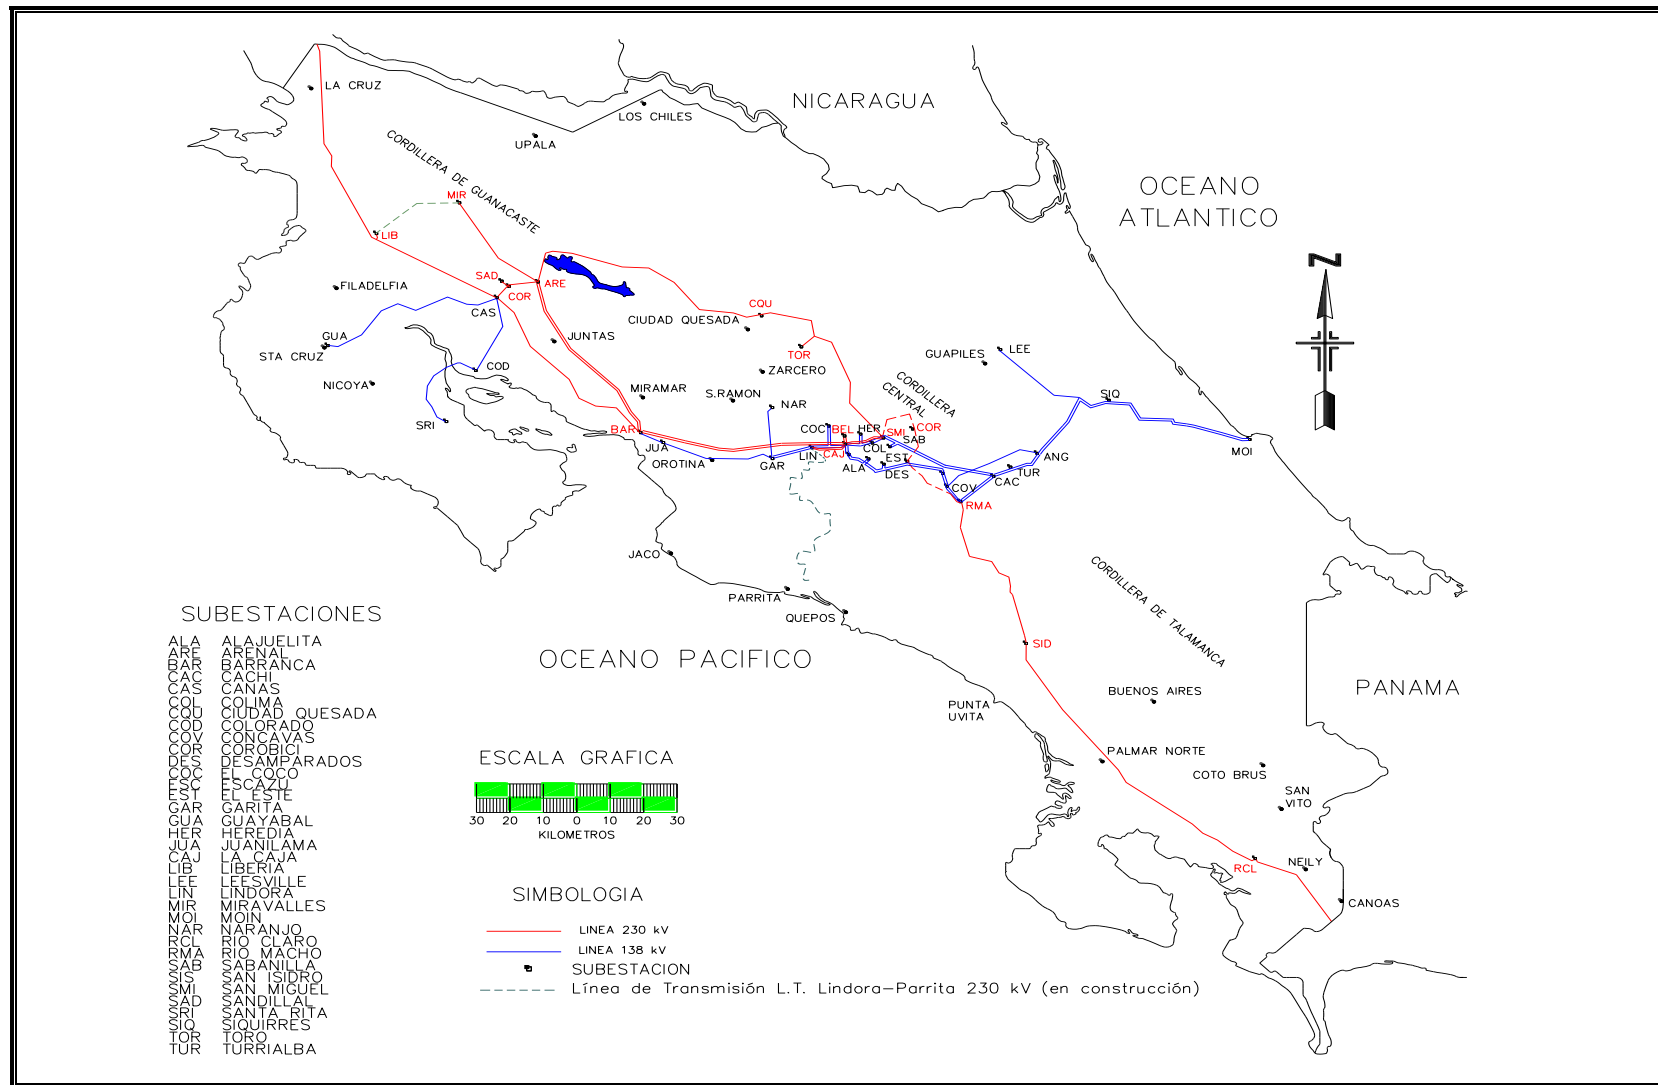 NICARAGUA
LA CRUZ
LOS CHILES
UPALA
CORDILLERA DE GUANACASTE
OCEANO
ATLANTICO
MIR
LIB
N
SAD
ARE
FILADELFIA
COR
CAS
CQU
CIUDAD QUESADA
JUNTAS
GUA
STA CRUZ
TOR
GUAPILES
LEE
COD
ZARCERO
NICOYA
MIRAMAR
S.RAMON
CORDILLERA
CENTRAL
SIQ
NAR
SRI
BAR
COC
BEL
HER
SMI
COR
JUA
COL
SAB
MOI
OROTINA
GAR
LIN
CAJ
ALA
EST
DES
ANG
TUR
CAC
COV
RMA
JACO
CORDILLERA DE TALAMANCA
PARRITA
QUEPOS
SID
OCEANO PACIFICO
PANAMA
BUENOS AIRES
PUNTA
UVITA
PALMAR NORTE
COTO BRUS
SAN
VITO
RCL
NEILY
CANOAS
SUBESTACIONES
ALA ALAJUELITA
ARE ARENAL
BAR BARRANCA
CAC CACHI
CAS CANAS
COL COLIMA
CQU CIUDAD QUESADA
COD COLORADO
COV CONCAVAS
COR COROBICI
DES DESAMPARADOS
COC EL COCO
ESC ESCAZU
EST EL ESTE
GAR GARITA
GUA GUAYABAL
HER HEREDIA
JUA JUANILAMA
CAJ LA CAJA
LIB LIBERIA
LEE LEESVILLE
LIN LINDORA
MIR MIRAVALLES
MOI MOIN
NAR NARANJO
RCL RIO CLARO
RMA RIO MACHO
SAB SABANILLA
SIS SAN ISIDRO
SMI SAN MIGUEL
SAD SANDILLAL
SRI SANTA RITA
SIQ SIQUIRRES
TOR TORO
TUR TURRIALBA
ESCALA GRAFICA
30 20 10 0 10 20 30
KILOMETROS
SIMBOLOGIA
LINEA 230 kV
LINEA 138 kV
SUBESTACION
Línea de Transmisión L.T. Lindora-Parrita 230 kV (en construcción)